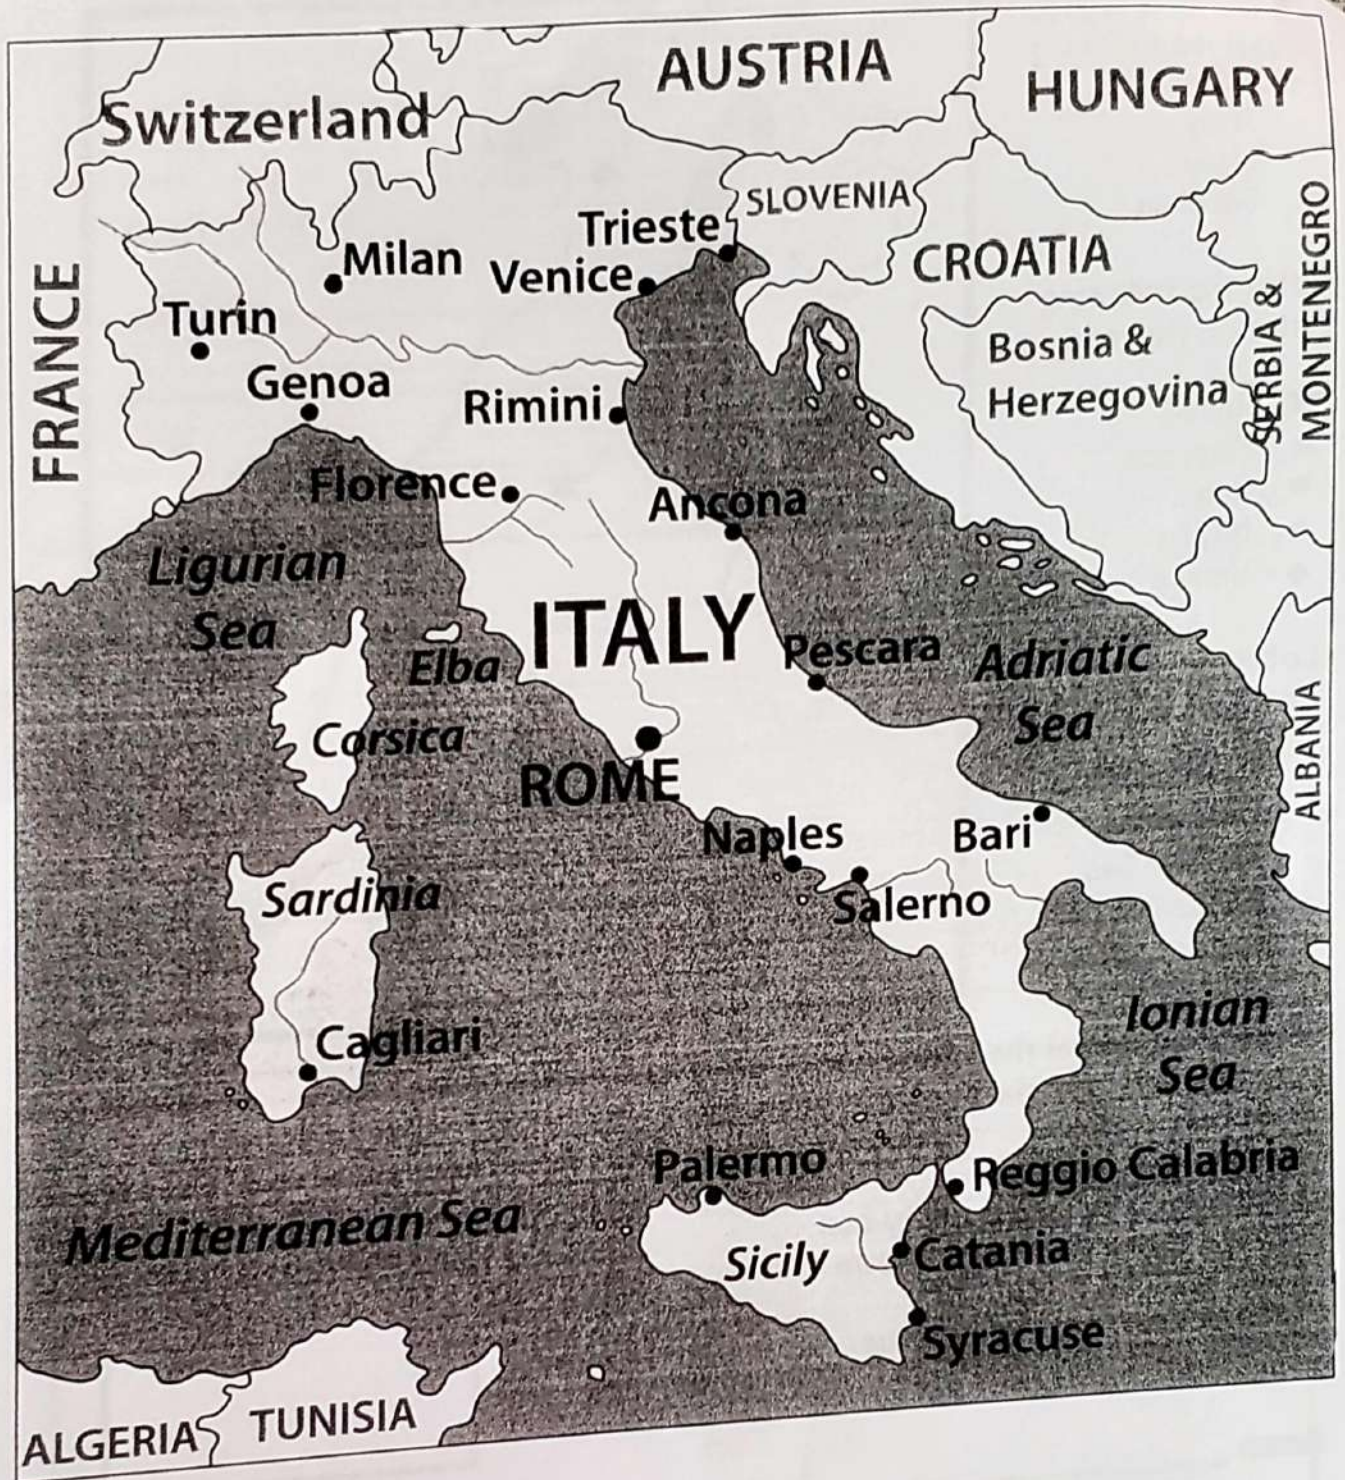 AUSTRIA
HUNGARY
Switzerland
SLOVENIA
Trieste
CROATIA
Milan
Venice
FRANCE
Turin
SERBIA &
MONTENEGRO
Bosnia &
Herzegovina
Genoa
Rimini
Florence
Ancona
Ligurian
Sea
ITALY
Elba
Pescara
Adriatic
Sea
Corsica
ROME
ALBANIA
Naples
Bari
Sardinia
Salerno
Ionian
Sea
Cagliari
Palermo
Reggio Calabria
Mediterranean Sea
Sicily
Catania
Syracuse
ALGERIA
TUNISIA